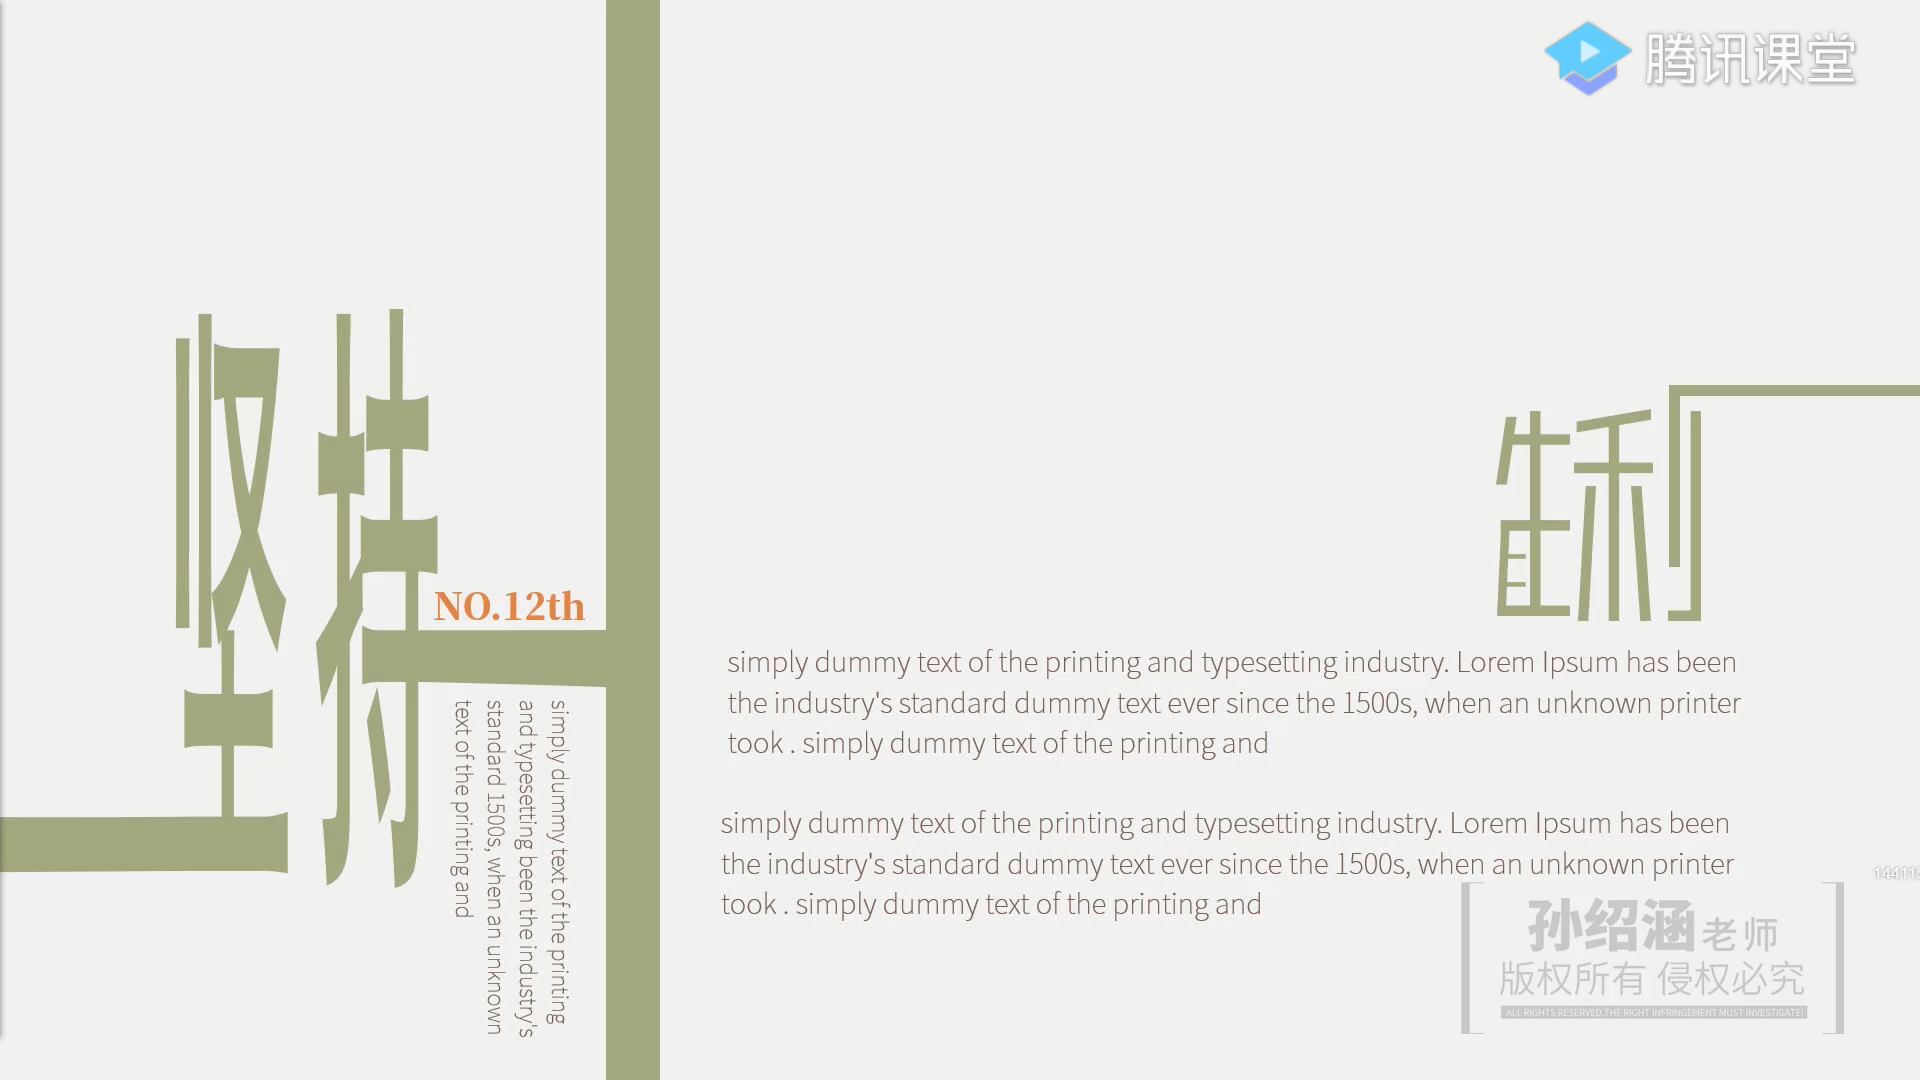 腾讯课堂
坚持
NO.12th
simply dummy text of the printing
and typesetting been the industry's
standard 1500s, when an unknown
text of the printing and
胜利
simply dummy text of the printing and typesetting industry. Lorem Ipsum has been
the industry's standard dummy text ever since the 1500s, when an unknown printer
took . simply dummy text of the printing and
simply dummy text of the printing and typesetting industry. Lorem Ipsum has been
the industry's standard dummy text ever since the 1500s, when an unknown printer
took . simply dummy text of the printing and
孙绍涵老师
版权所有 侵权必究
ALL RIGHTS RESERVED,THE RIGHT INFRINGEMENT MUST INVESTIGATE!